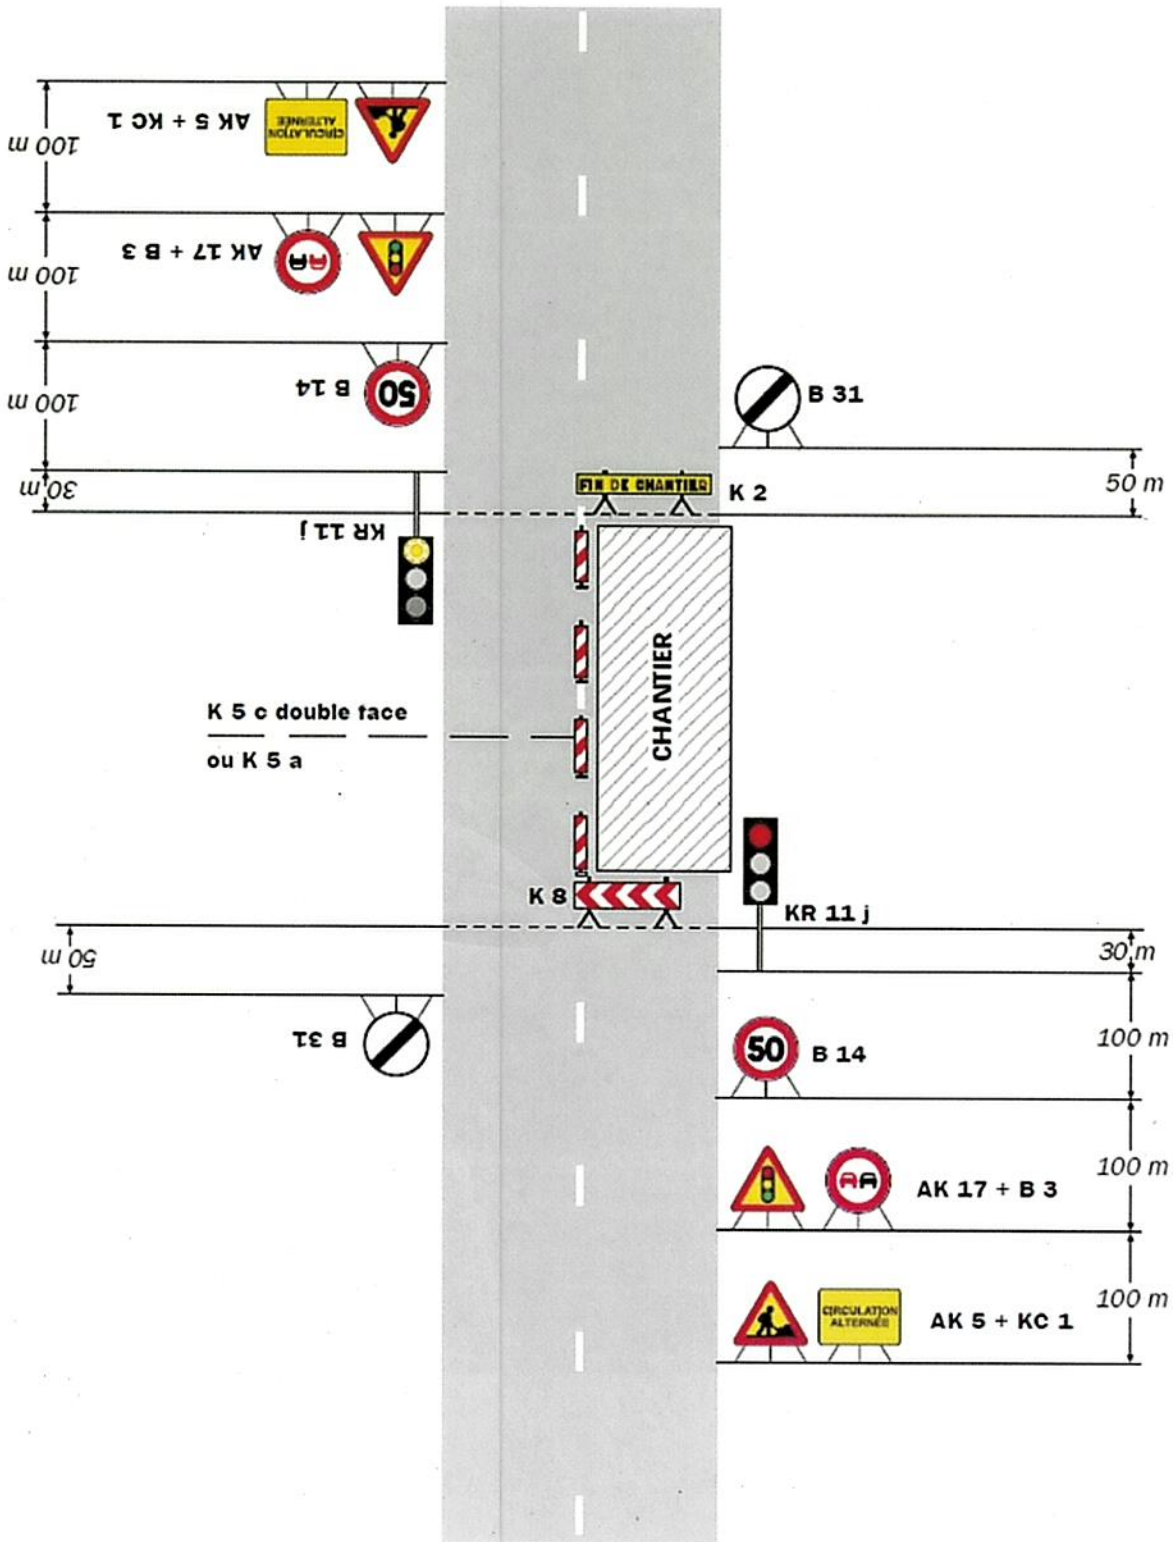 100 m
AK 5 + KC 1
CIRCULATION
ALTERNÉE
100 m
AK 17 + B 3
100 m
B 14
50
B 31
30 m
KR 11 j
FIN DE CHANTIER
K 2
50 m
K 5 c double face
ou K 5 a
CHANTIER
K 8
KR 11 j
50 m
30 m
B 31
50
B 14
100 m
AK 17 + B 3
100 m
CIRCULATION
ALTERNÉE
AK 5 + KC 1
100 m